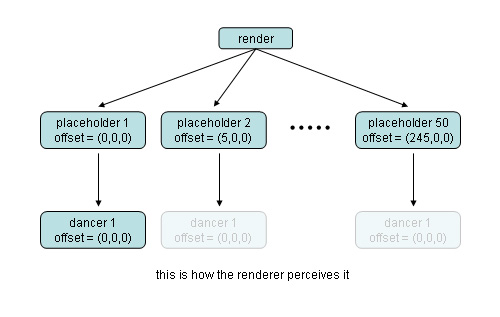 render
placeholder 1
offset = (0,0,0)
placeholder 2
offset = (5,0,0)
placeholder 50
offset = (245,0,0)
dancer 1
offset = (0,0,0)
dancer 1
offset = (0,0,0)
dancer 1
offset = (0,0,0)
this is how the renderer perceives it